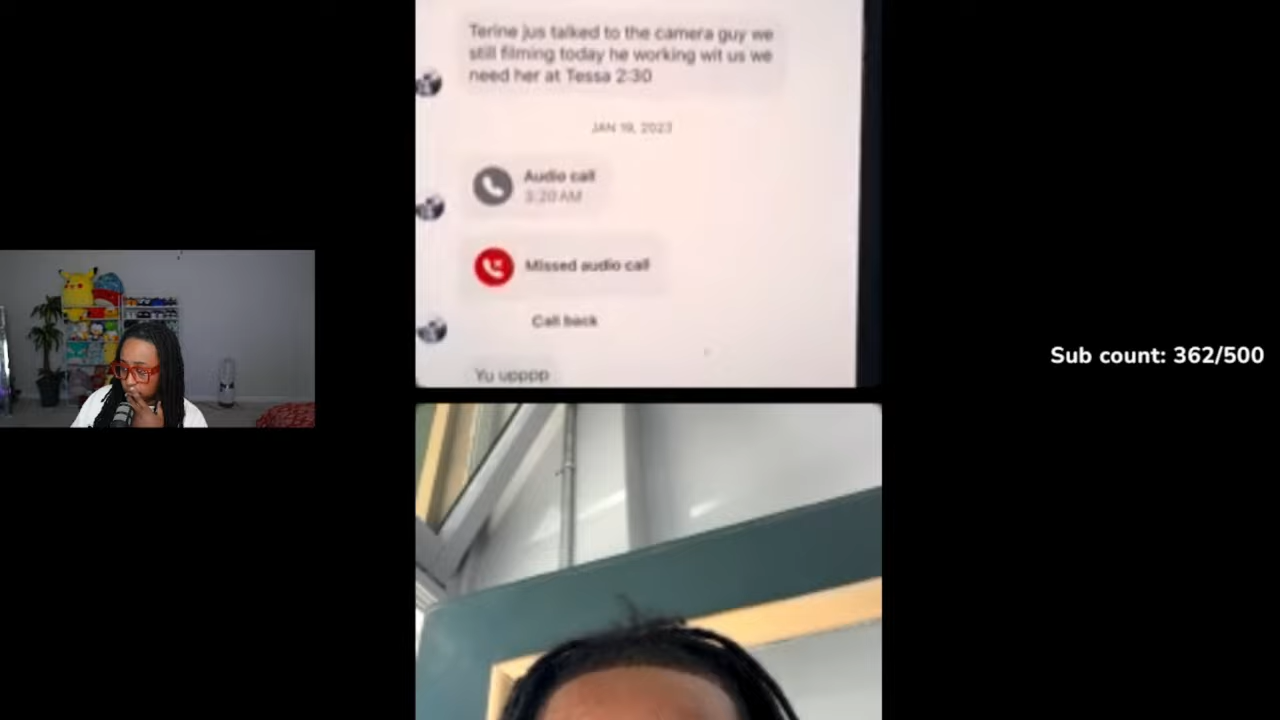 Terine jus talked to the camera guy we
still filming today he working wit us we
need her at Tessa 2:30
JAN 19, 2023
Audio call
3:20 AM
Missed audio call
Call back
Yu upppp
Sub count: 362/500